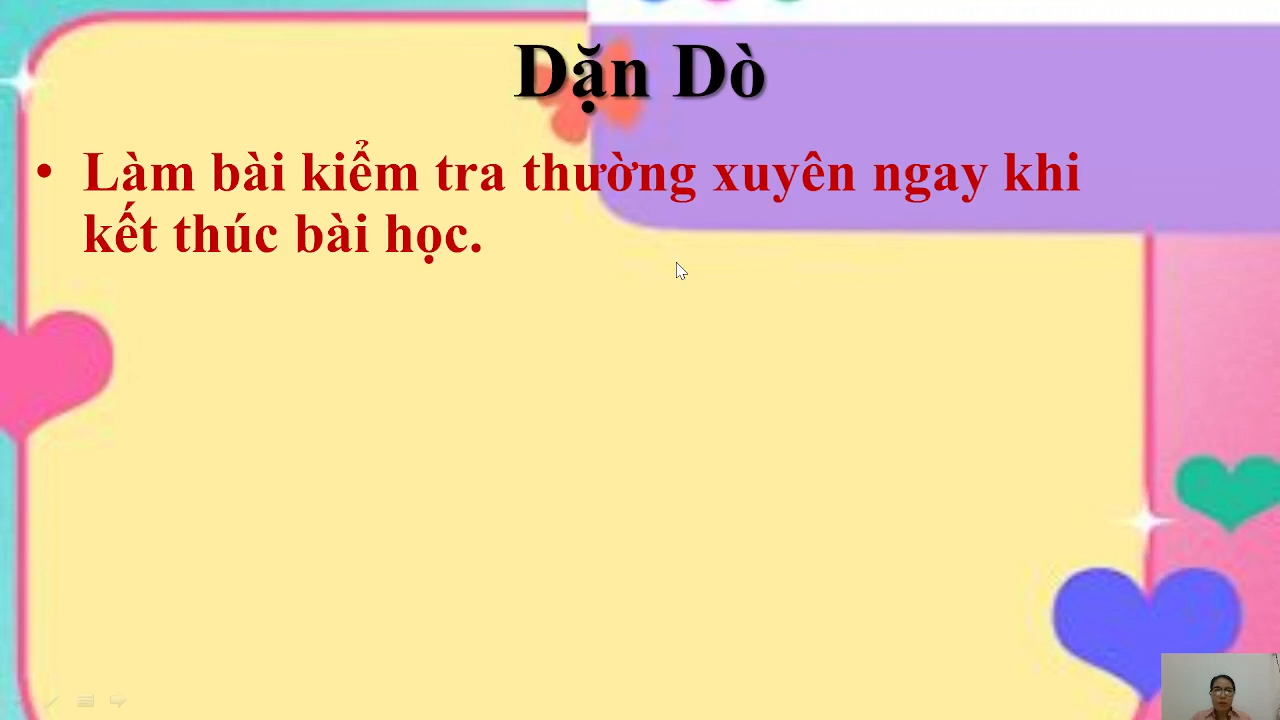 Dặn Dò
• Làm bài kiểm tra thường xuyên ngay khi
kết thúc bài học.